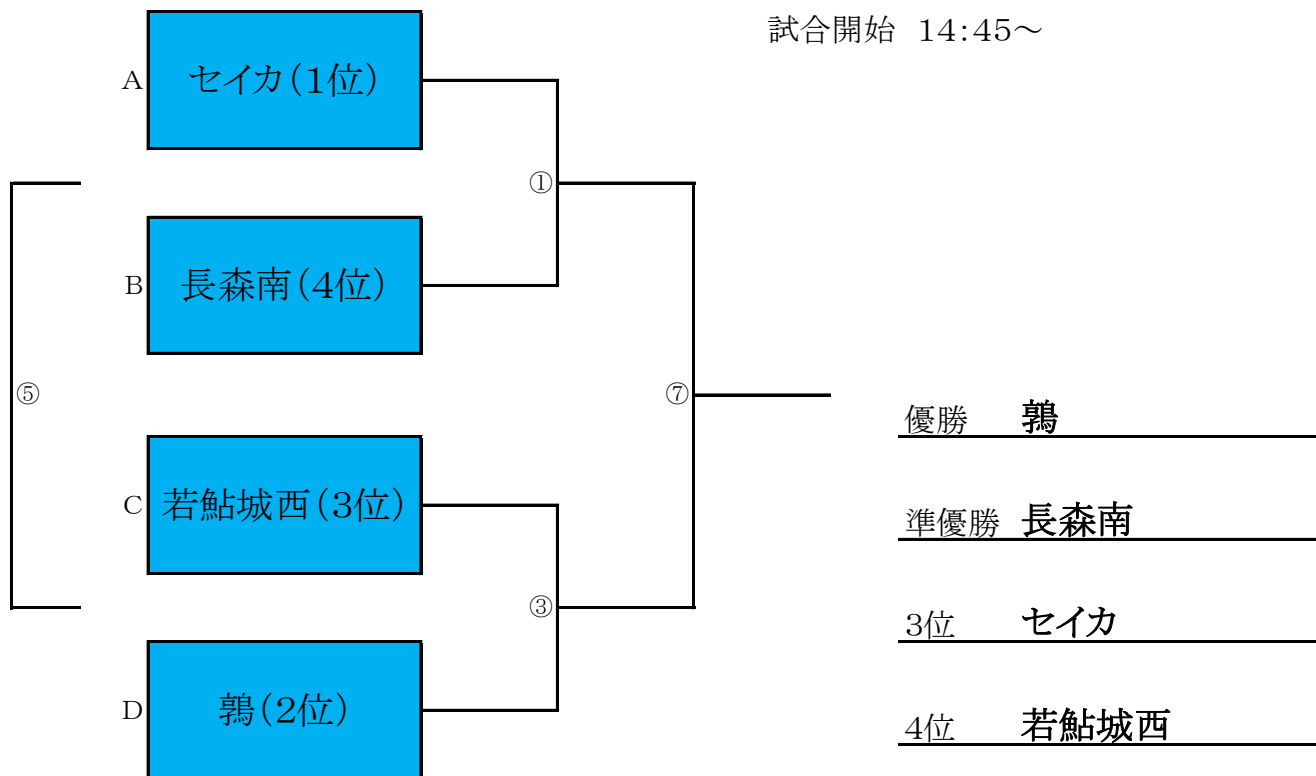 試合開始 14:45～
A セイカ(1位)
①
B 長森南(4位)
⑤
⑦
優勝 鶉
C 若鮎城西(3位)
準優勝 長森南
③
3位 セイカ
D 鶉(2位)
4位 若鮎城西